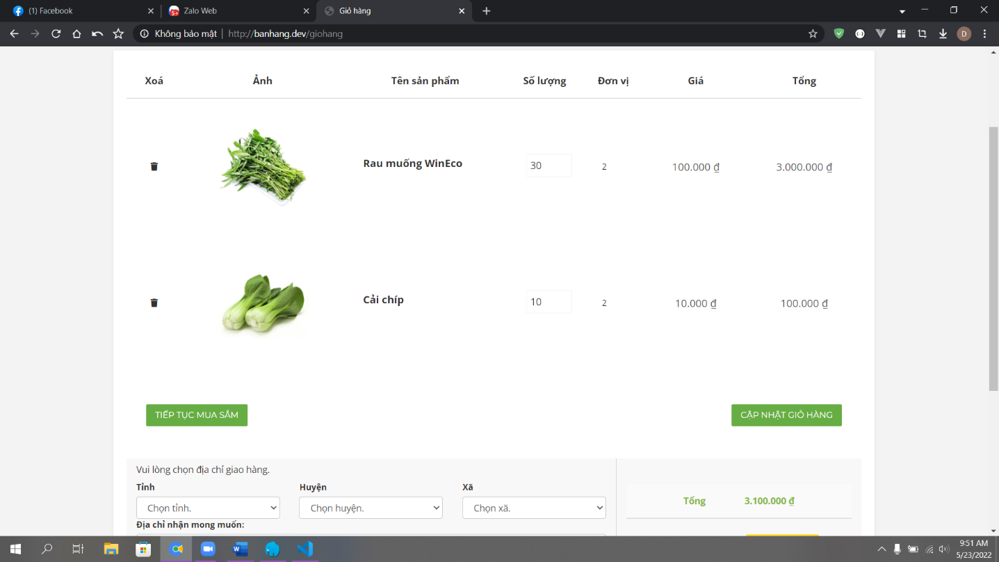 (1) Facebook
Zalo Web
Giỏ hàng
Không bảo mật
http://banhang.dev/giohang
D
Xoá Ảnh Tên sản phẩm Số lượng Đơn vị Giá Tổng
Rau muống WinEco 30 2 100.000 ₫ 3.000.000 ₫
Cải chíp 10 2 10.000 ₫ 100.000 ₫
TIẾP TỤC MUA SẮM CẬP NHẬT GIỎ HÀNG
Vui lòng chọn địa chỉ giao hàng.
Tỉnh Huyện Xã
Chọn tỉnh. Chọn huyện. Chọn xã.
Tổng 3.100.000 ₫
Địa chỉ nhận mong muốn:
9:51 AM
5/23/2022